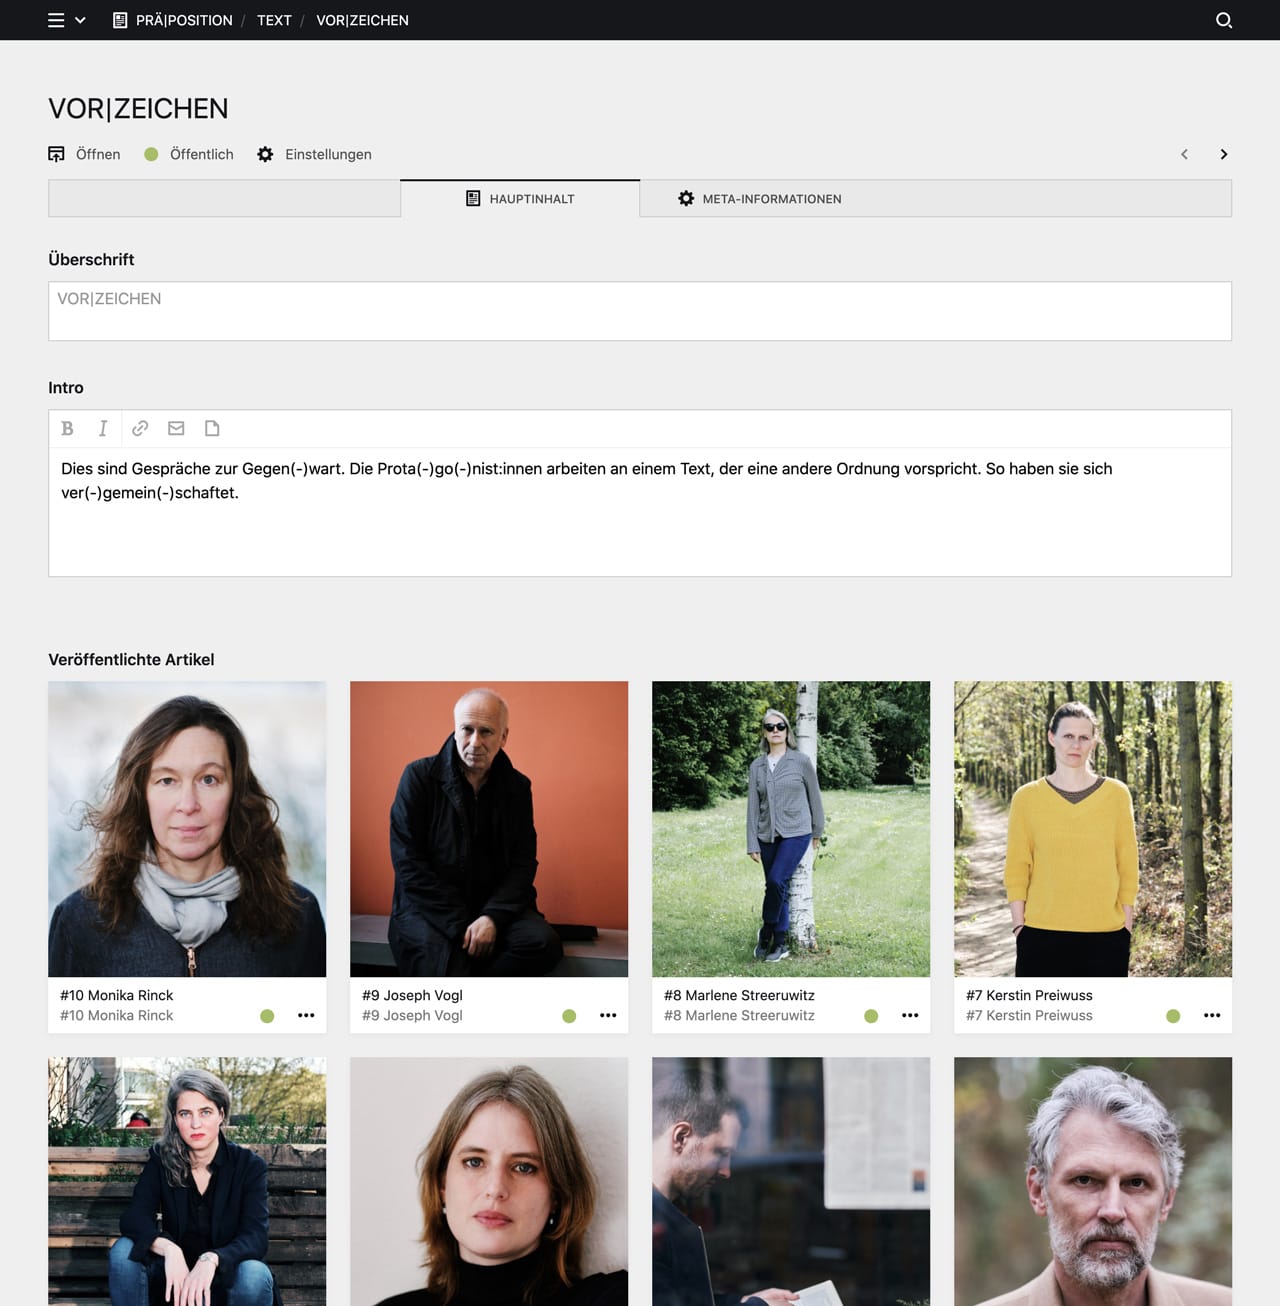 PRÄ|POSITION / TEXT / VOR|ZEICHEN
VOR|ZEICHEN
Öffnen Öffentlich Einstellungen
HAUPTINHALT META-INFORMATIONEN
Überschrift
VOR|ZEICHEN
Intro
B I
Dies sind Gespräche zur Gegen(-)wart. Die Prota(-)go(-)nist:innen arbeiten an einem Text, der eine andere Ordnung vorspricht. So haben sie sich
ver(-)gemein(-)schaftet.
Veröffentlichte Artikel
#10 Monika Rinck
#10 Monika Rinck
#9 Joseph Vogl
#9 Joseph Vogl
#8 Marlene Streeruwitz
#8 Marlene Streeruwitz
#7 Kerstin Preiwuss
#7 Kerstin Preiwuss